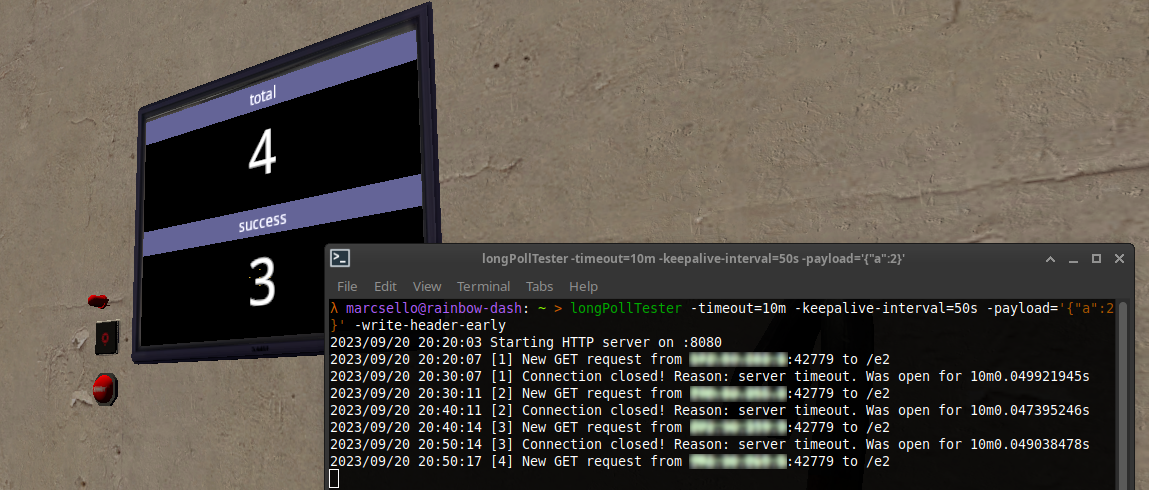 total
4
success
3
longPollTester -timeout=10m -keepalive-interval=50s -payload='{"a":2}'
File Edit View Terminal Tabs Help
λ marcsello@rainbow-dash: ~ > longPollTester -timeout=10m -keepalive-interval=50s -payload='{"a":2
}' -write-header-early
2023/09/20 20:20:03 Starting HTTP server on :8080
2023/09/20 20:20:07 [1] New GET request from :42779 to /e2
2023/09/20 20:30:07 [1] Connection closed! Reason: server timeout. Was open for 10m0.049921945s
2023/09/20 20:30:11 [2] New GET request from :42779 to /e2
2023/09/20 20:40:11 [2] Connection closed! Reason: server timeout. Was open for 10m0.047395246s
2023/09/20 20:40:14 [3] New GET request from :42779 to /e2
2023/09/20 20:50:14 [3] Connection closed! Reason: server timeout. Was open for 10m0.049038478s
2023/09/20 20:50:17 [4] New GET request from :42779 to /e2